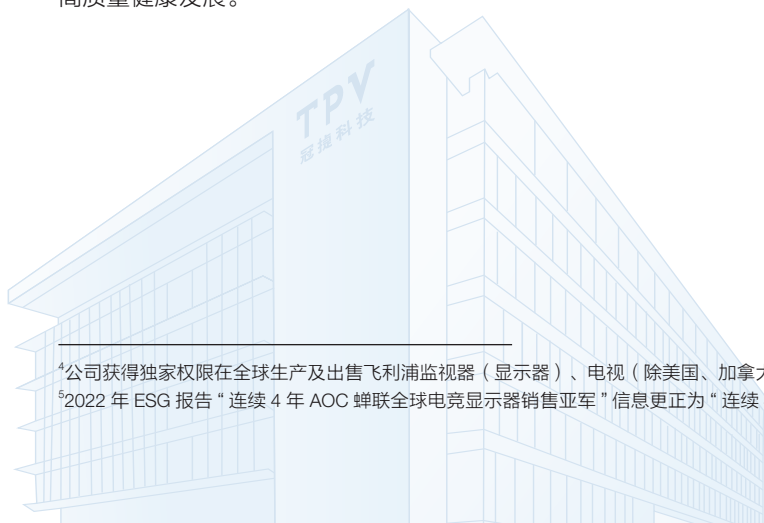 高质量健康发展。
TPV
冠捷科技
⁴公司获得独家权限在全球生产及出售飞利浦监视器（显示器）、电视（除美国、加拿大
⁵2022 年 ESG 报告“连续 4 年 AOC 蝉联全球电竞显示器销售亚军”信息更正为“连续